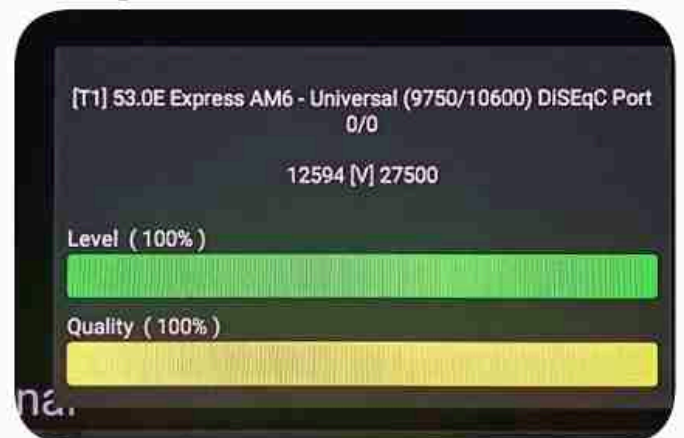 [T1] 53.0E Express AM6 - Universal (9750/10600) DiSEqC Port
0/0
12594 [V] 27500
Level ( 100% )
Quality ( 100% )